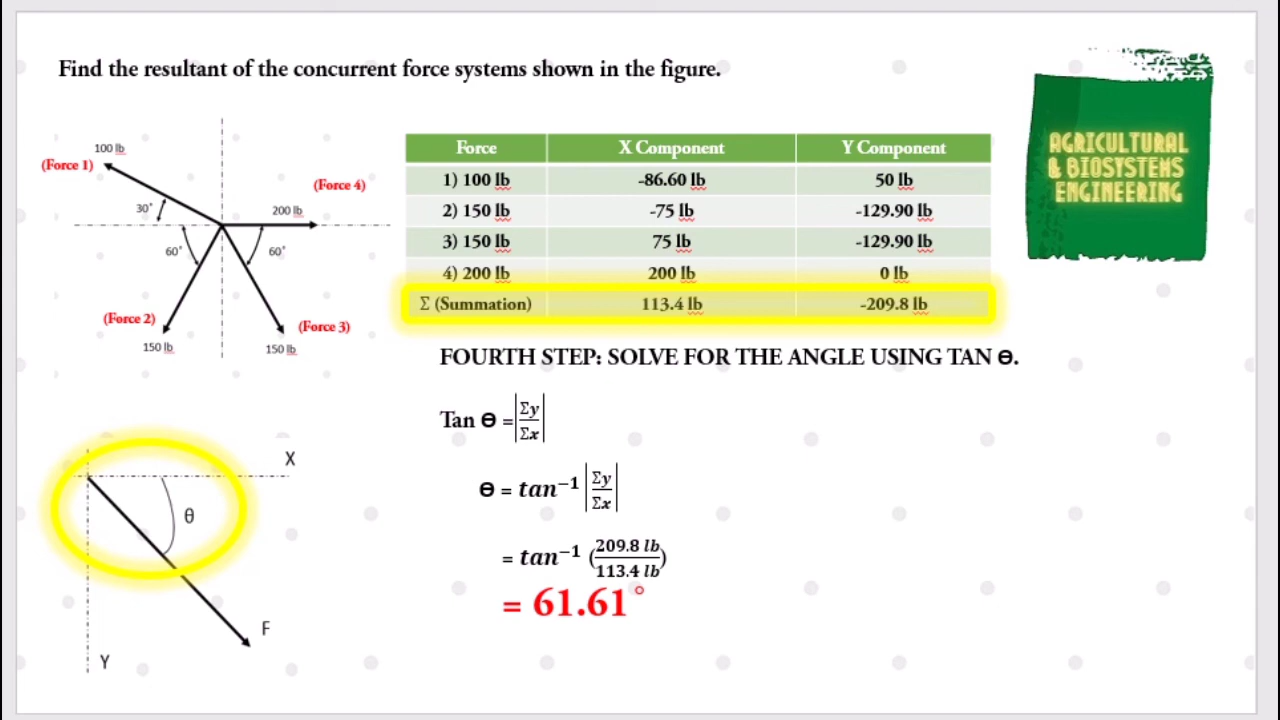 Find the resultant of the concurrent force systems shown in the figure.
100 lb
(Force 1)
(Force 4)
30°
200 lb
60°
60°
(Force 2)
(Force 3)
150 lb
150 lb
Force X Component Y Component
1) 100 lb -86.60 lb 50 lb
2) 150 lb -75 lb -129.90 lb
3) 150 lb 75 lb -129.90 lb
4) 200 lb 200 lb 0 lb
Σ (Summation) 113.4 lb -209.8 lb
AGRICULTURAL
& BIOSYSTEMS
ENGINEERING
FOURTH STEP: SOLVE FOR THE ANGLE USING TAN Ɵ.
Tan Ɵ =|Σy/Σx|
Ɵ = tan⁻¹ |Σy/Σx|
= tan⁻¹ (209.8 lb/113.4 lb)
= 61.61°
X
θ
F
Y